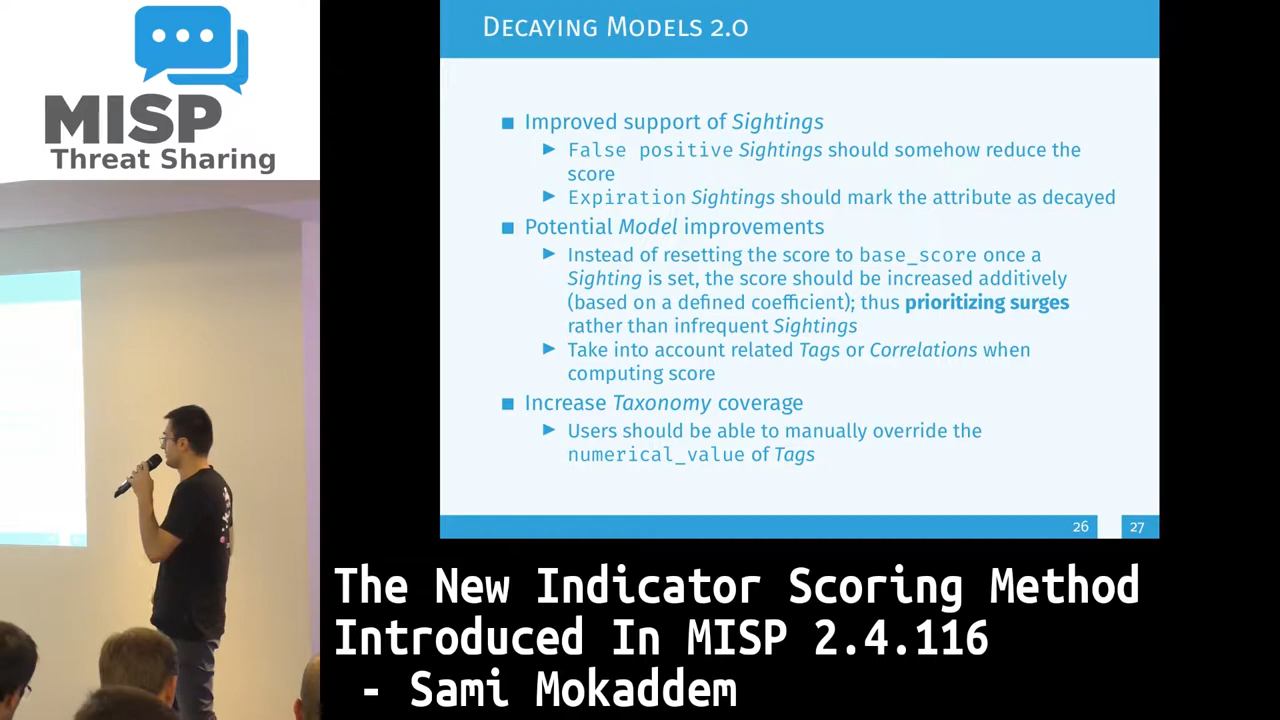 MISP
Threat Sharing
Decaying Models 2.0
Improved support of Sightings
False positive Sightings should somehow reduce the
score
Expiration Sightings should mark the attribute as decayed
Potential Model improvements
Instead of resetting the score to base_score once a
Sighting is set, the score should be increased additively
(based on a defined coefficient); thus prioritizing surges
rather than infrequent Sightings
Take into account related Tags or Correlations when
computing score
Increase Taxonomy coverage
Users should be able to manually override the
numerical_value of Tags
26 27
The New Indicator Scoring Method
Introduced In MISP 2.4.116
- Sami Mokaddem